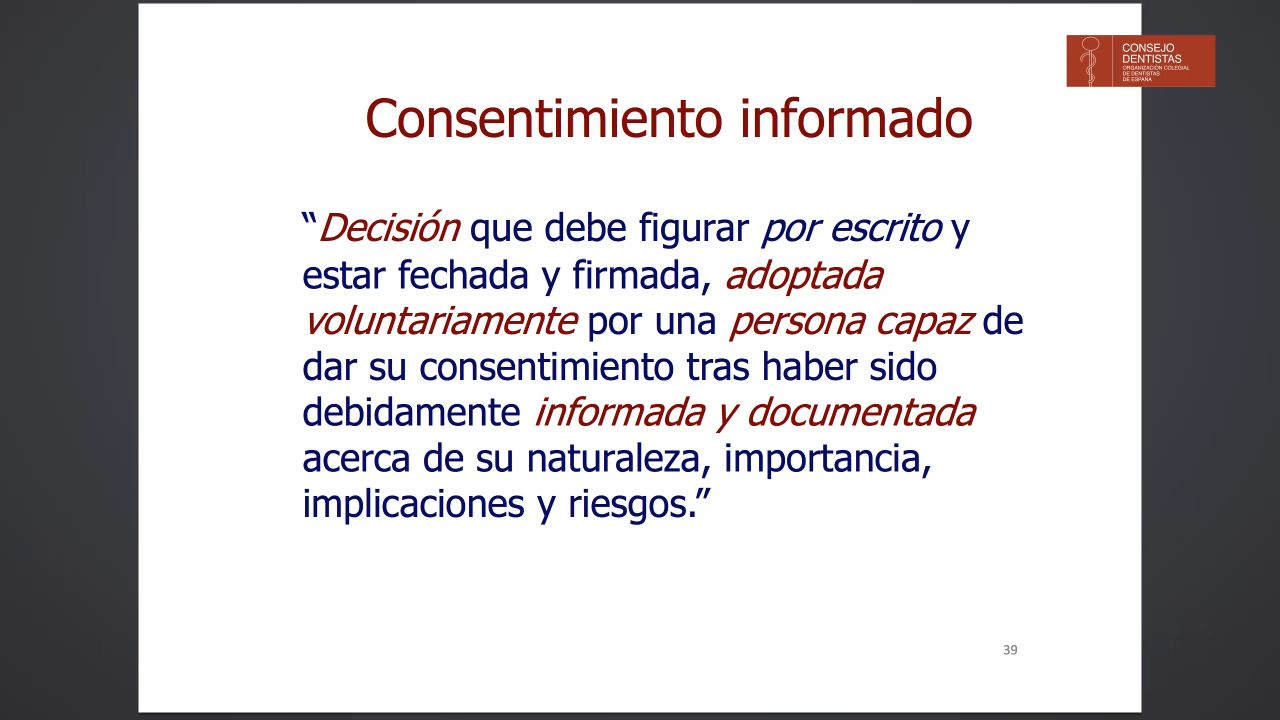 CONSEJO
DENTISTAS
ORGANIZACIÓN COLEGIAL
DE DENTISTAS
DE ESPAÑA
Consentimiento informado
“Decisión que debe figurar por escrito y
estar fechada y firmada, adoptada
voluntariamente por una persona capaz de
dar su consentimiento tras haber sido
debidamente informada y documentada
acerca de su naturaleza, importancia,
implicaciones y riesgos.”
39